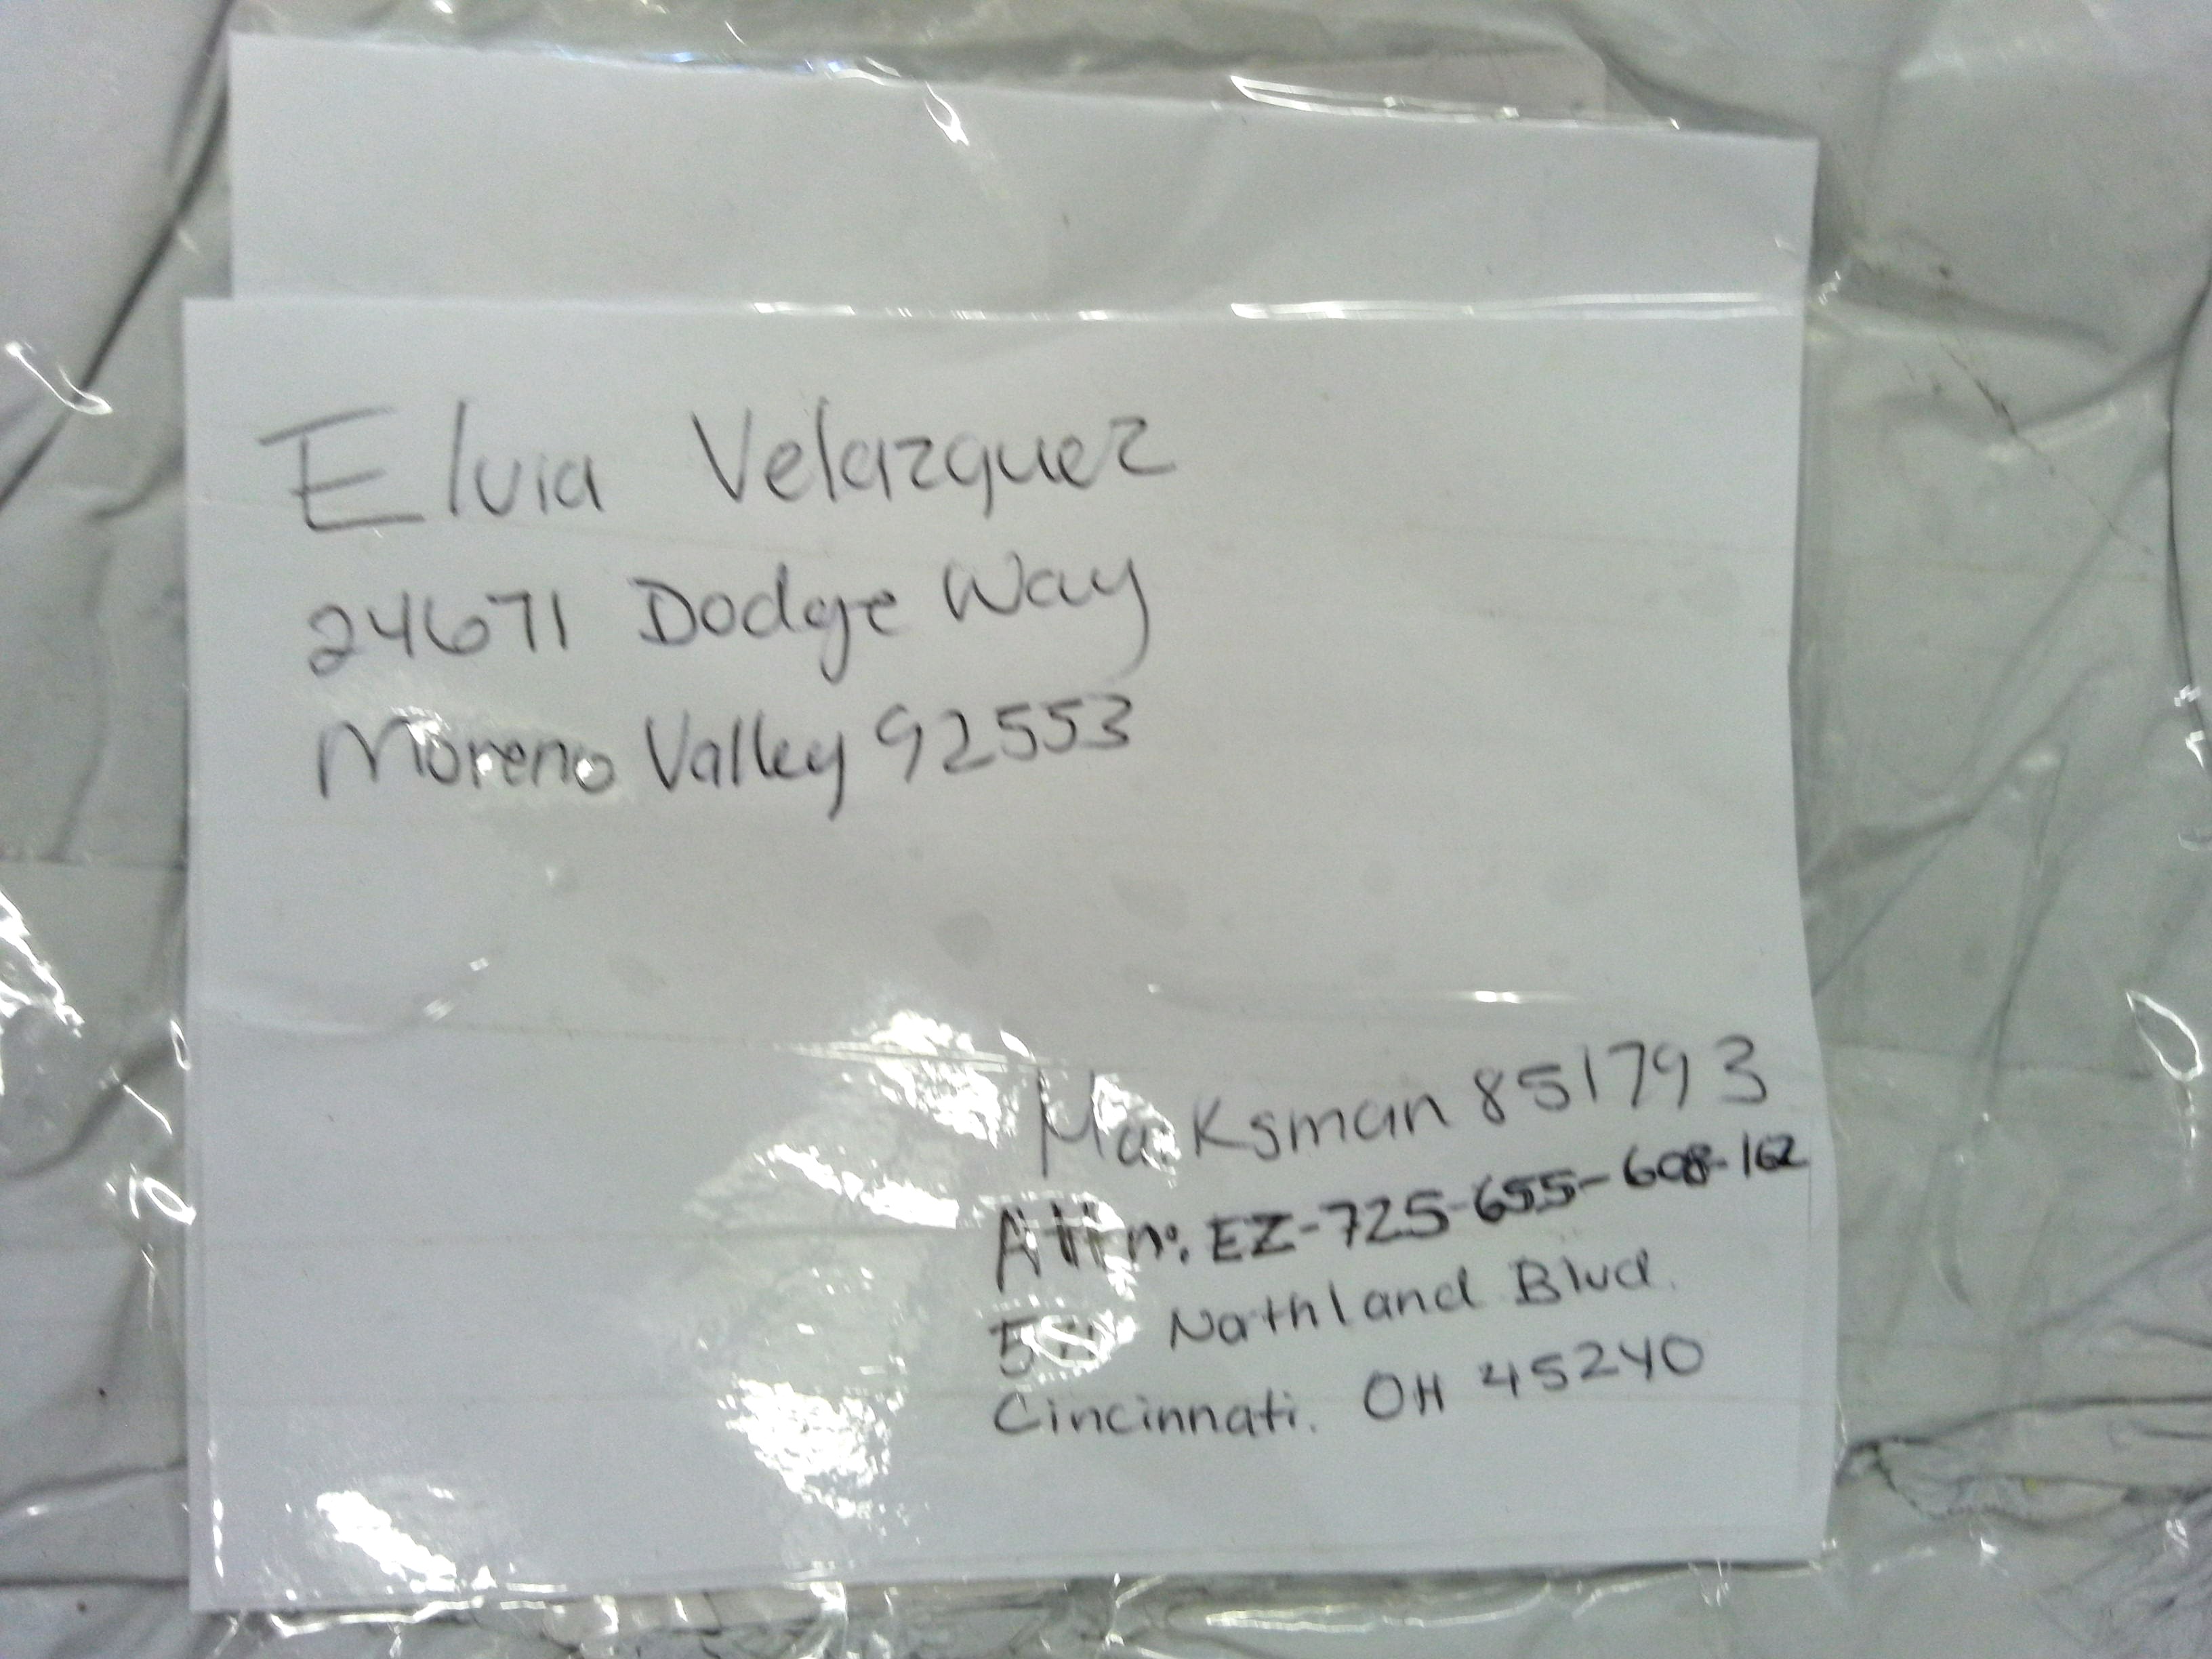 Elvia Velazquez
24671 Dodge Way
Moreno Valley 92553
Marksman 851793
Attn: EZ-725-655-608-162
Nathland Blvd.
Cincinnati. OH 45240